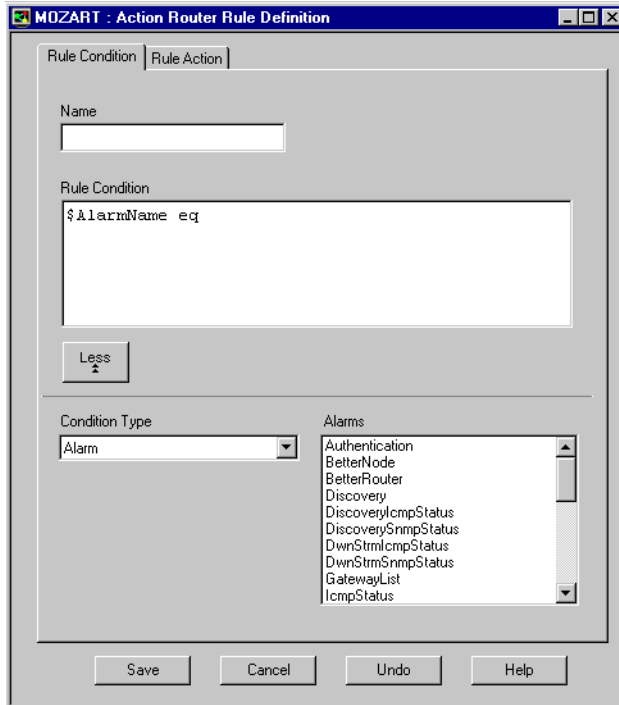 MOZART : Action Router Rule Definition
Rule Condition
Rule Action
Name
Rule Condition
$AlarmName eq
Less
Condition Type
Alarms
Alarm
Authentication
BetterNode
BetterRouter
Discovery
DiscoveryIcmpStatus
DiscoverySnmpStatus
DwnStrmIcmpStatus
DwnStrmSnmpStatus
GatewayList
IcmpStatus
Save
Cancel
Undo
Help